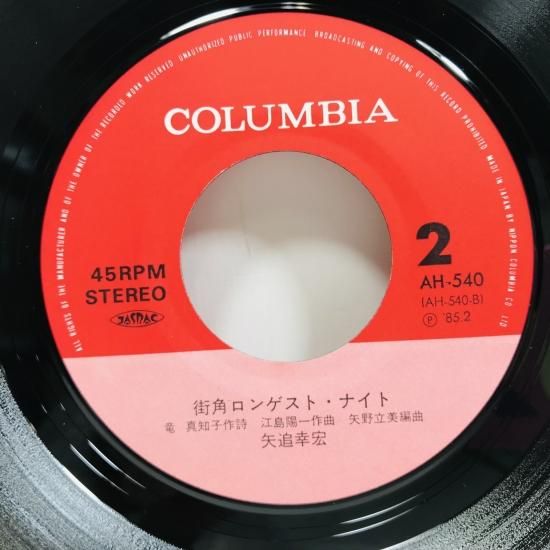 ALL RIGHTS OF THE MANUFACTURER AND OF THE OWNER OF THE RECORDED WORK RESERVED UNAUTHORIZED PUBLIC PERFORMANCE BROADCASTING AND COPYING OF THIS RECORD PROHIBITED MADE IN JAPAN BY NIPPON COLUMBIA CO LTD
COLUMBIA
2
45RPM
STEREO
JASRAC
AH-540
(AH-540-B)
Ⓟ '85.2
街角ロンゲスト・ナイト
竜 真知子作詩 江島陽一作曲 矢野立美編曲
矢追幸宏